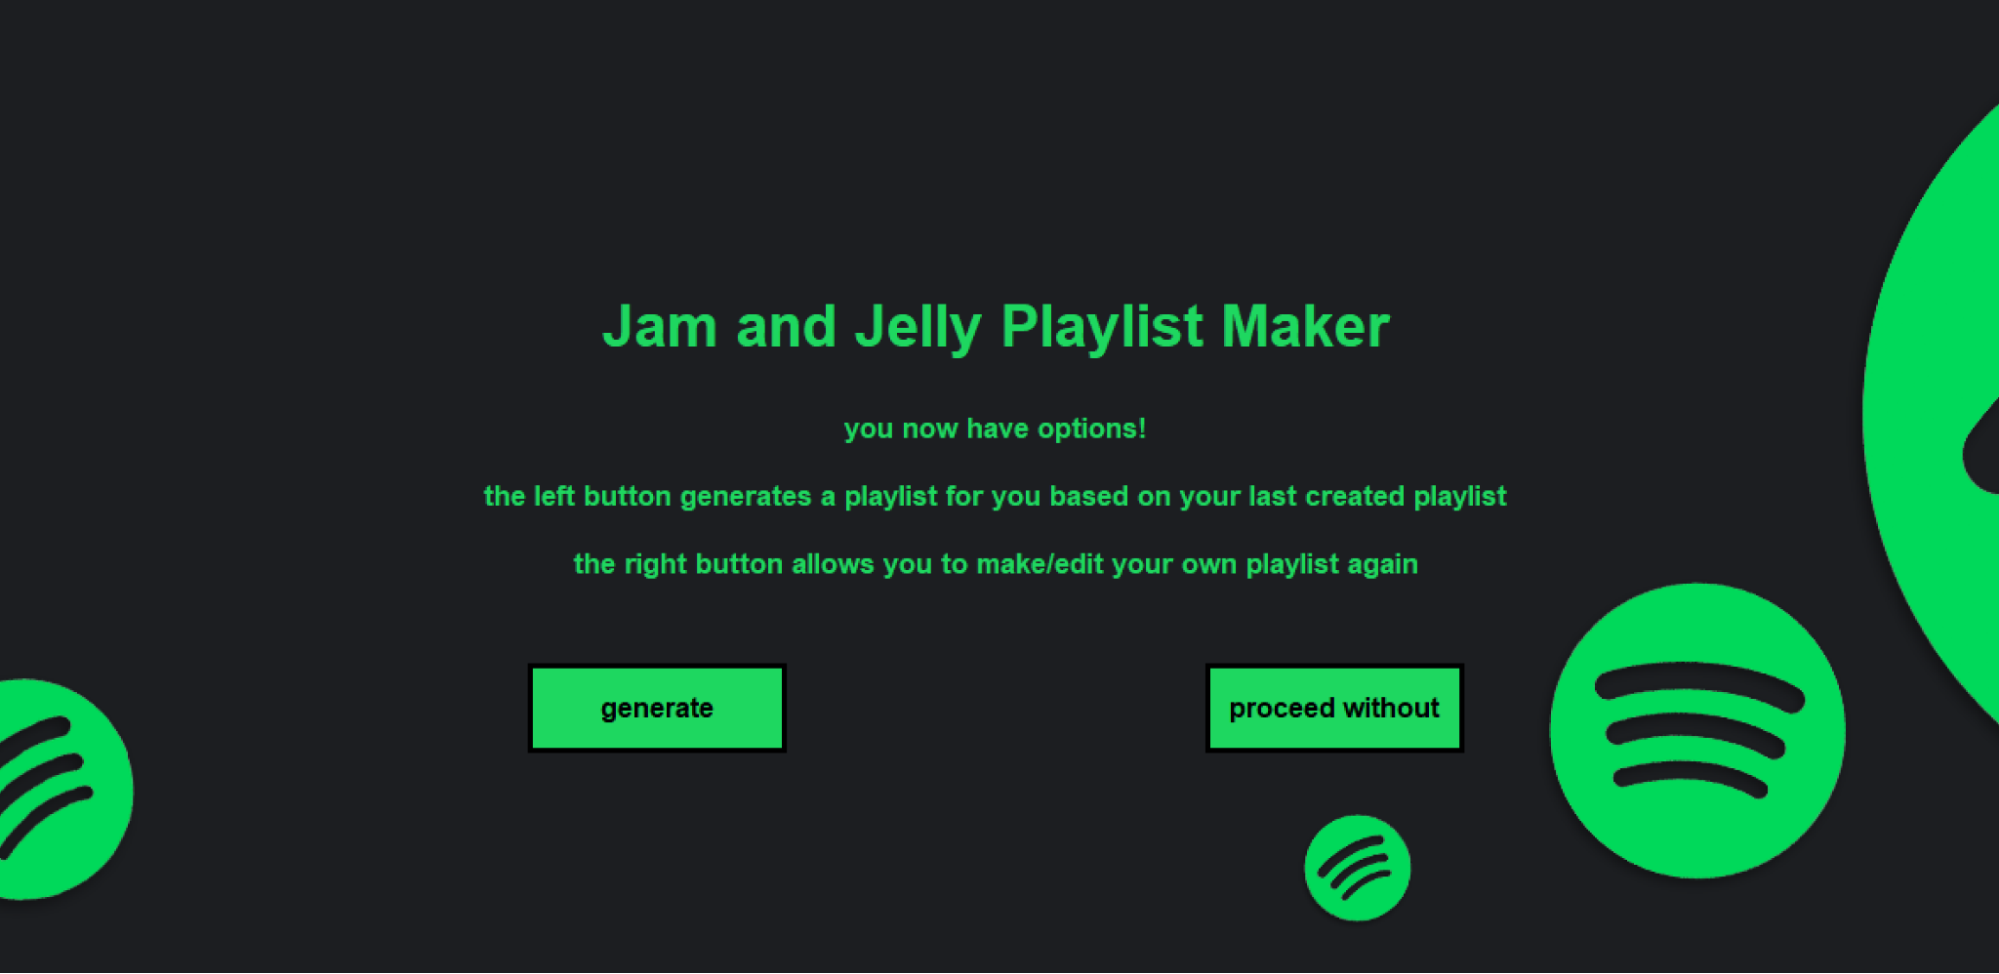 Jam and Jelly Playlist Maker
you now have options!
the left button generates a playlist for you based on your last created playlist
the right button allows you to make/edit your own playlist again
generate
proceed without